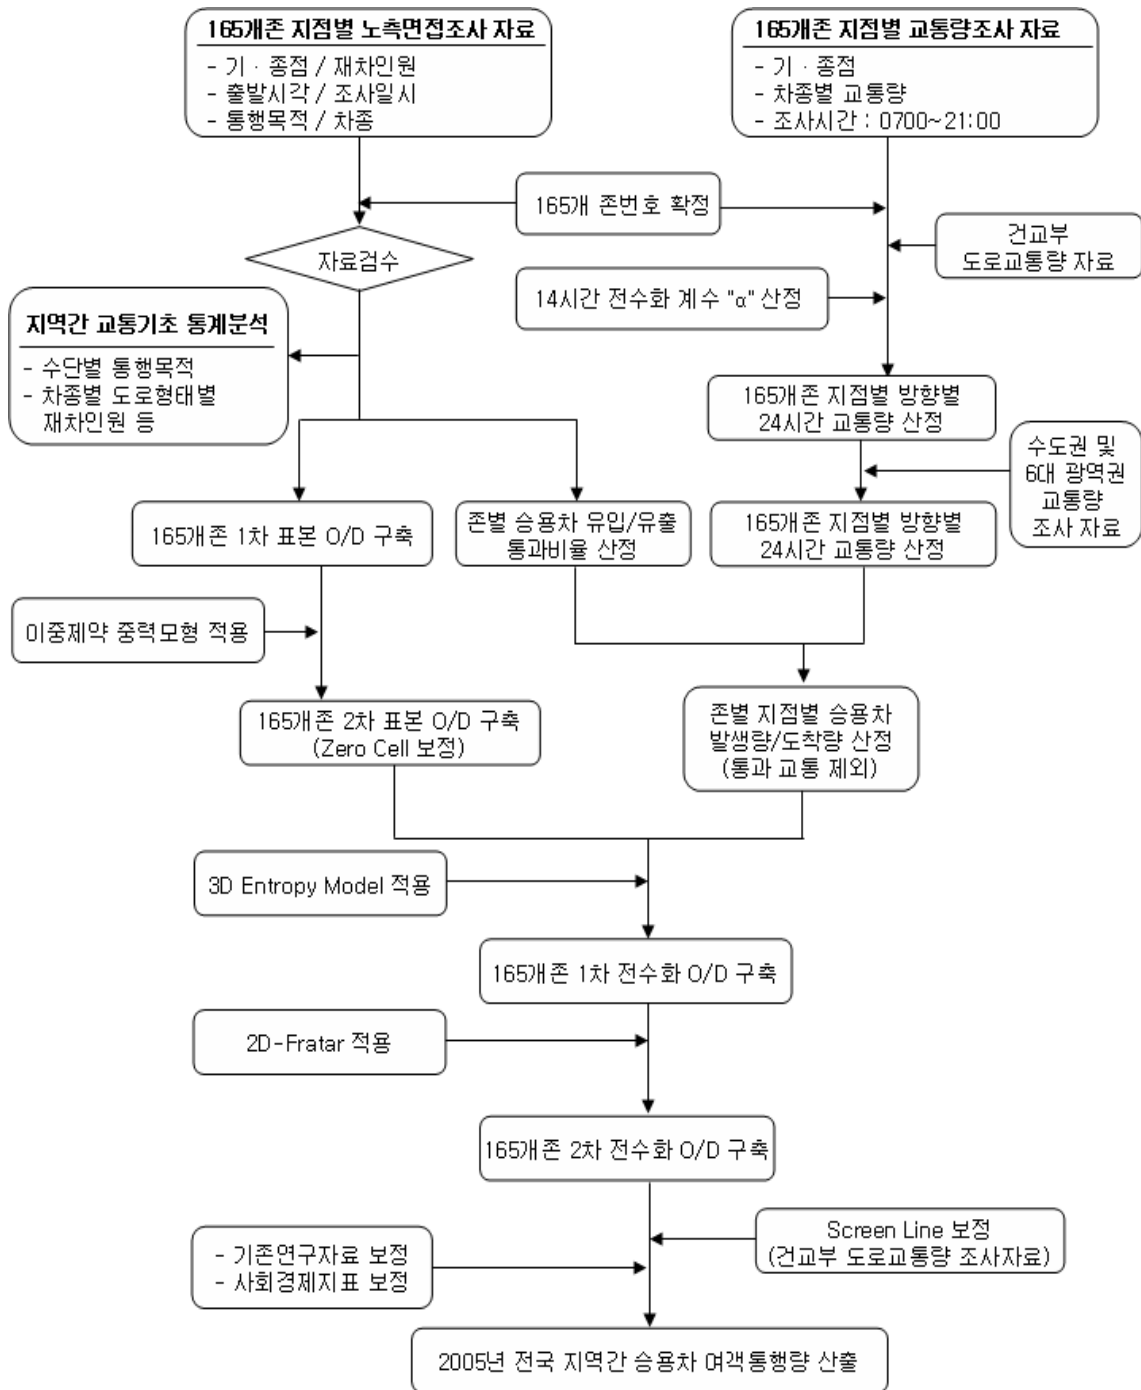 165개존 지점별 노측면접조사 자료
- 기 · 종점 / 재차인원
- 출발시각 / 조사일시
- 통행목적 / 차종
165개존 지점별 교통량조사 자료
- 기 · 종점
- 차종별 교통량
- 조사시간 : 0700~21:00
165개 존번호 확정
건교부
도로교통량 자료
자료검수
14시간 전수화 계수 "α" 산정
지역간 교통기초 통계분석
- 수단별 통행목적
- 차종별 도로형태별
재차인원 등
165개존 지점별 방향별
24시간 교통량 산정
수도권 및
6대 광역권
교통량
조사 자료
165개존 1차 표본 O/D 구축
존별 승용차 유입/유출
통과비율 산정
165개존 지점별 방향별
24시간 교통량 산정
이중제약 중력모형 적용
165개존 2차 표본 O/D 구축
(Zero Cell 보정)
존별 지점별 승용차
발생량/도착량 산정
(통과 교통 제외)
3D Entropy Model 적용
165개존 1차 전수화 O/D 구축
2D-Fratar 적용
165개존 2차 전수화 O/D 구축
- 기존연구자료 보정
- 사회경제지표 보정
Screen Line 보정
(건교부 도로교통량 조사자료)
2005년 전국 지역간 승용차 여객통행량 산출